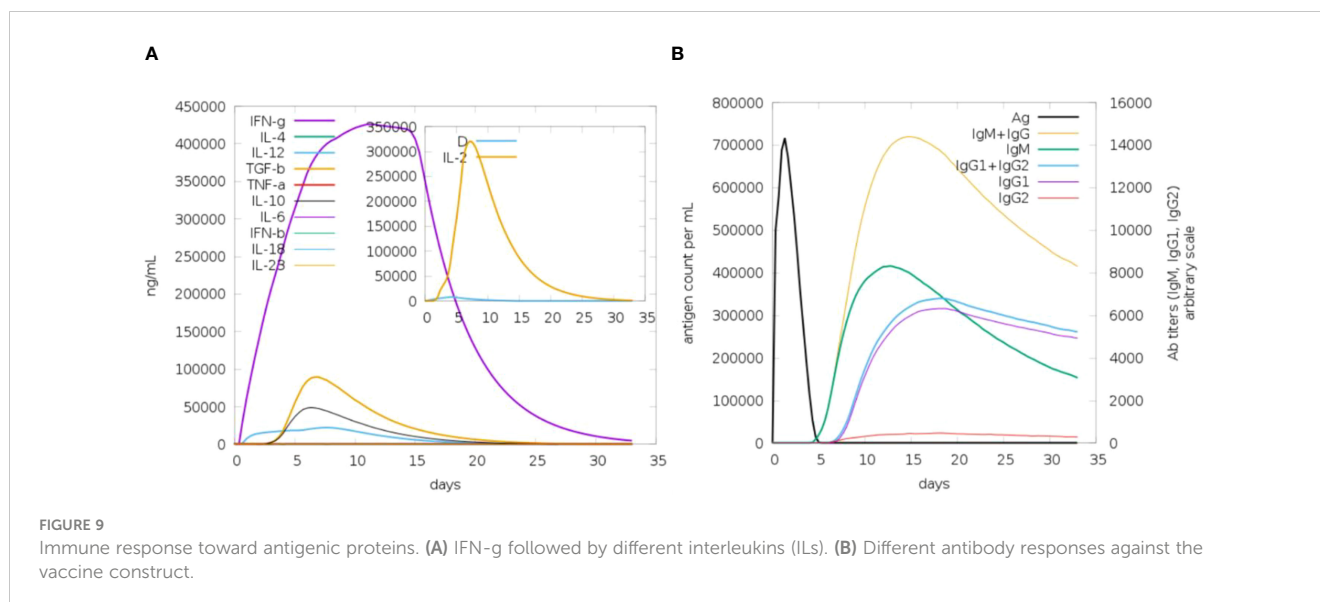 A
B
450000
400000
350000
300000
250000
200000
150000
100000
50000
0
ng/mL
IFN-g
IL-4
IL-12
TGF-b
TNF-a
IL-10
IL-6
IFN-b
IL-18
IL-23
0 5 10 15 20 25 30 35
days
350000
300000
250000
200000
150000
100000
50000
0
D
IL-2
0 5 10 15 20 25 30 35
800000
700000
600000
500000
400000
300000
200000
100000
0
antigen count per mL
Ag
IgM+IgG
IgM
IgG1+IgG2
IgG1
IgG2
16000
14000
12000
10000
8000
6000
4000
2000
0
Ab titers (IgM, IgG1, IgG2)
arbitrary scale
0 5 10 15 20 25 30 35
days
FIGURE 9
Immune response toward antigenic proteins. (A) IFN-g followed by different interleukins (ILs). (B) Different antibody responses against the
vaccine construct.